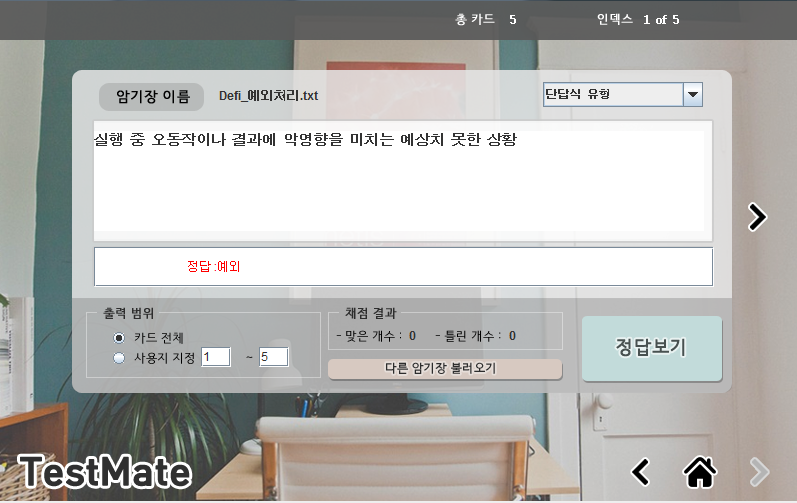 총 카드 5 인덱스 1 of 5
암기장 이름 Defi_예외처리.txt 단답식 유형
실행 중 오동작이나 결과에 악영향을 미치는 예상치 못한 상황
정답:예외
출력 범위
카드 전체
사용지 지정 1 ~ 5
채점 결과
- 맞은 개수 : 0 - 틀린 개수 : 0
다른 암기장 불러오기
정답보기
TestMate